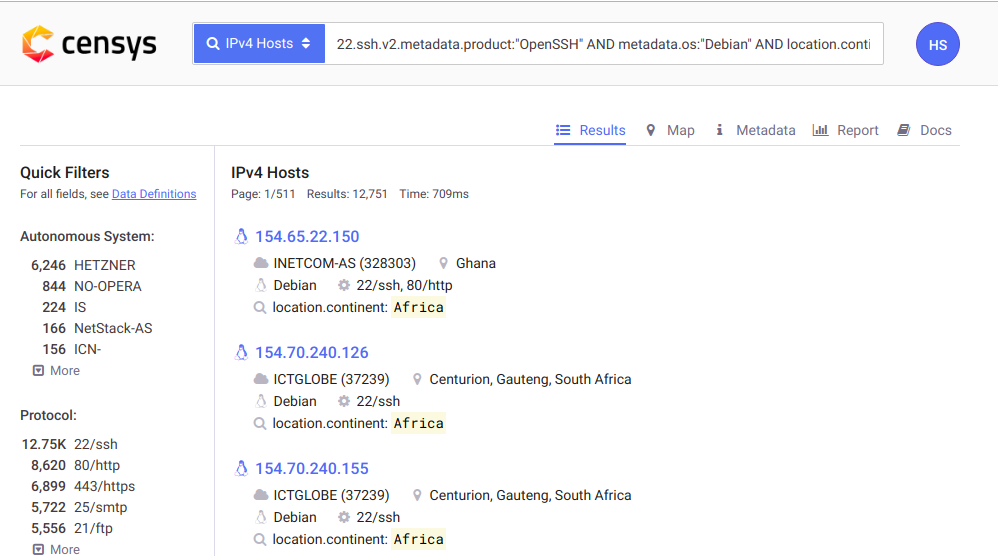 censys
IPv4 Hosts
22.ssh.v2.metadata.product:"OpenSSH" AND metadata.os:"Debian" AND location.conti
HS
Results Map Metadata Report Docs
Quick Filters
For all fields, see Data Definitions
Autonomous System:
6,246 HETZNER
844 NO-OPERA
224 IS
166 NetStack-AS
156 ICN-
More
Protocol:
12.75K 22/ssh
8,620 80/http
6,899 443/https
5,722 25/smtp
5,556 21/ftp
More
IPv4 Hosts
Page: 1/511 Results: 12,751 Time: 709ms
154.65.22.150
INETCOM-AS (328303) Ghana
Debian 22/ssh, 80/http
location.continent: Africa
154.70.240.126
ICTGLOBE (37239) Centurion, Gauteng, South Africa
Debian 22/ssh
location.continent: Africa
154.70.240.155
ICTGLOBE (37239) Centurion, Gauteng, South Africa
Debian 22/ssh
location.continent: Africa